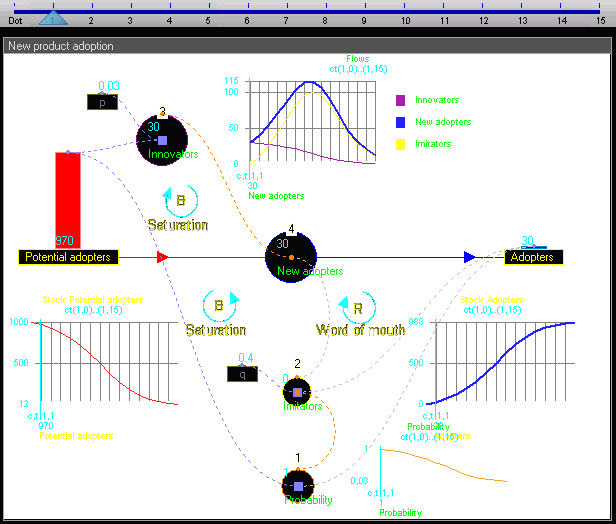 Dot 1 2 3 4 5 6 7 8 9 10 11 12 13 14 15
New product adoption
Flows
ct(1,0)..(1,15)
0.03
p
3
30
Innovators
116
100
50
0
c,t,1,1
30
New adopters
Innovators
New adopters
Imitators
B
Saturation
970
Potential adopters
4
30
New adopters
30
Adopters
Stock Potential adopters
ct(1,0)..(1,15)
1000
500
12
c,t,1,1
970
Potential adopters
B
Saturation
R
Word of mouth
Stock Adopters
ct(1,0)..(1,15)
500
0
c,t,1,1
0.4
q
2
0
Imitators
Probability
ct(1,0)..(1,15)
1
0,03
c,t,1,1
1
Probability
1
1
Probability